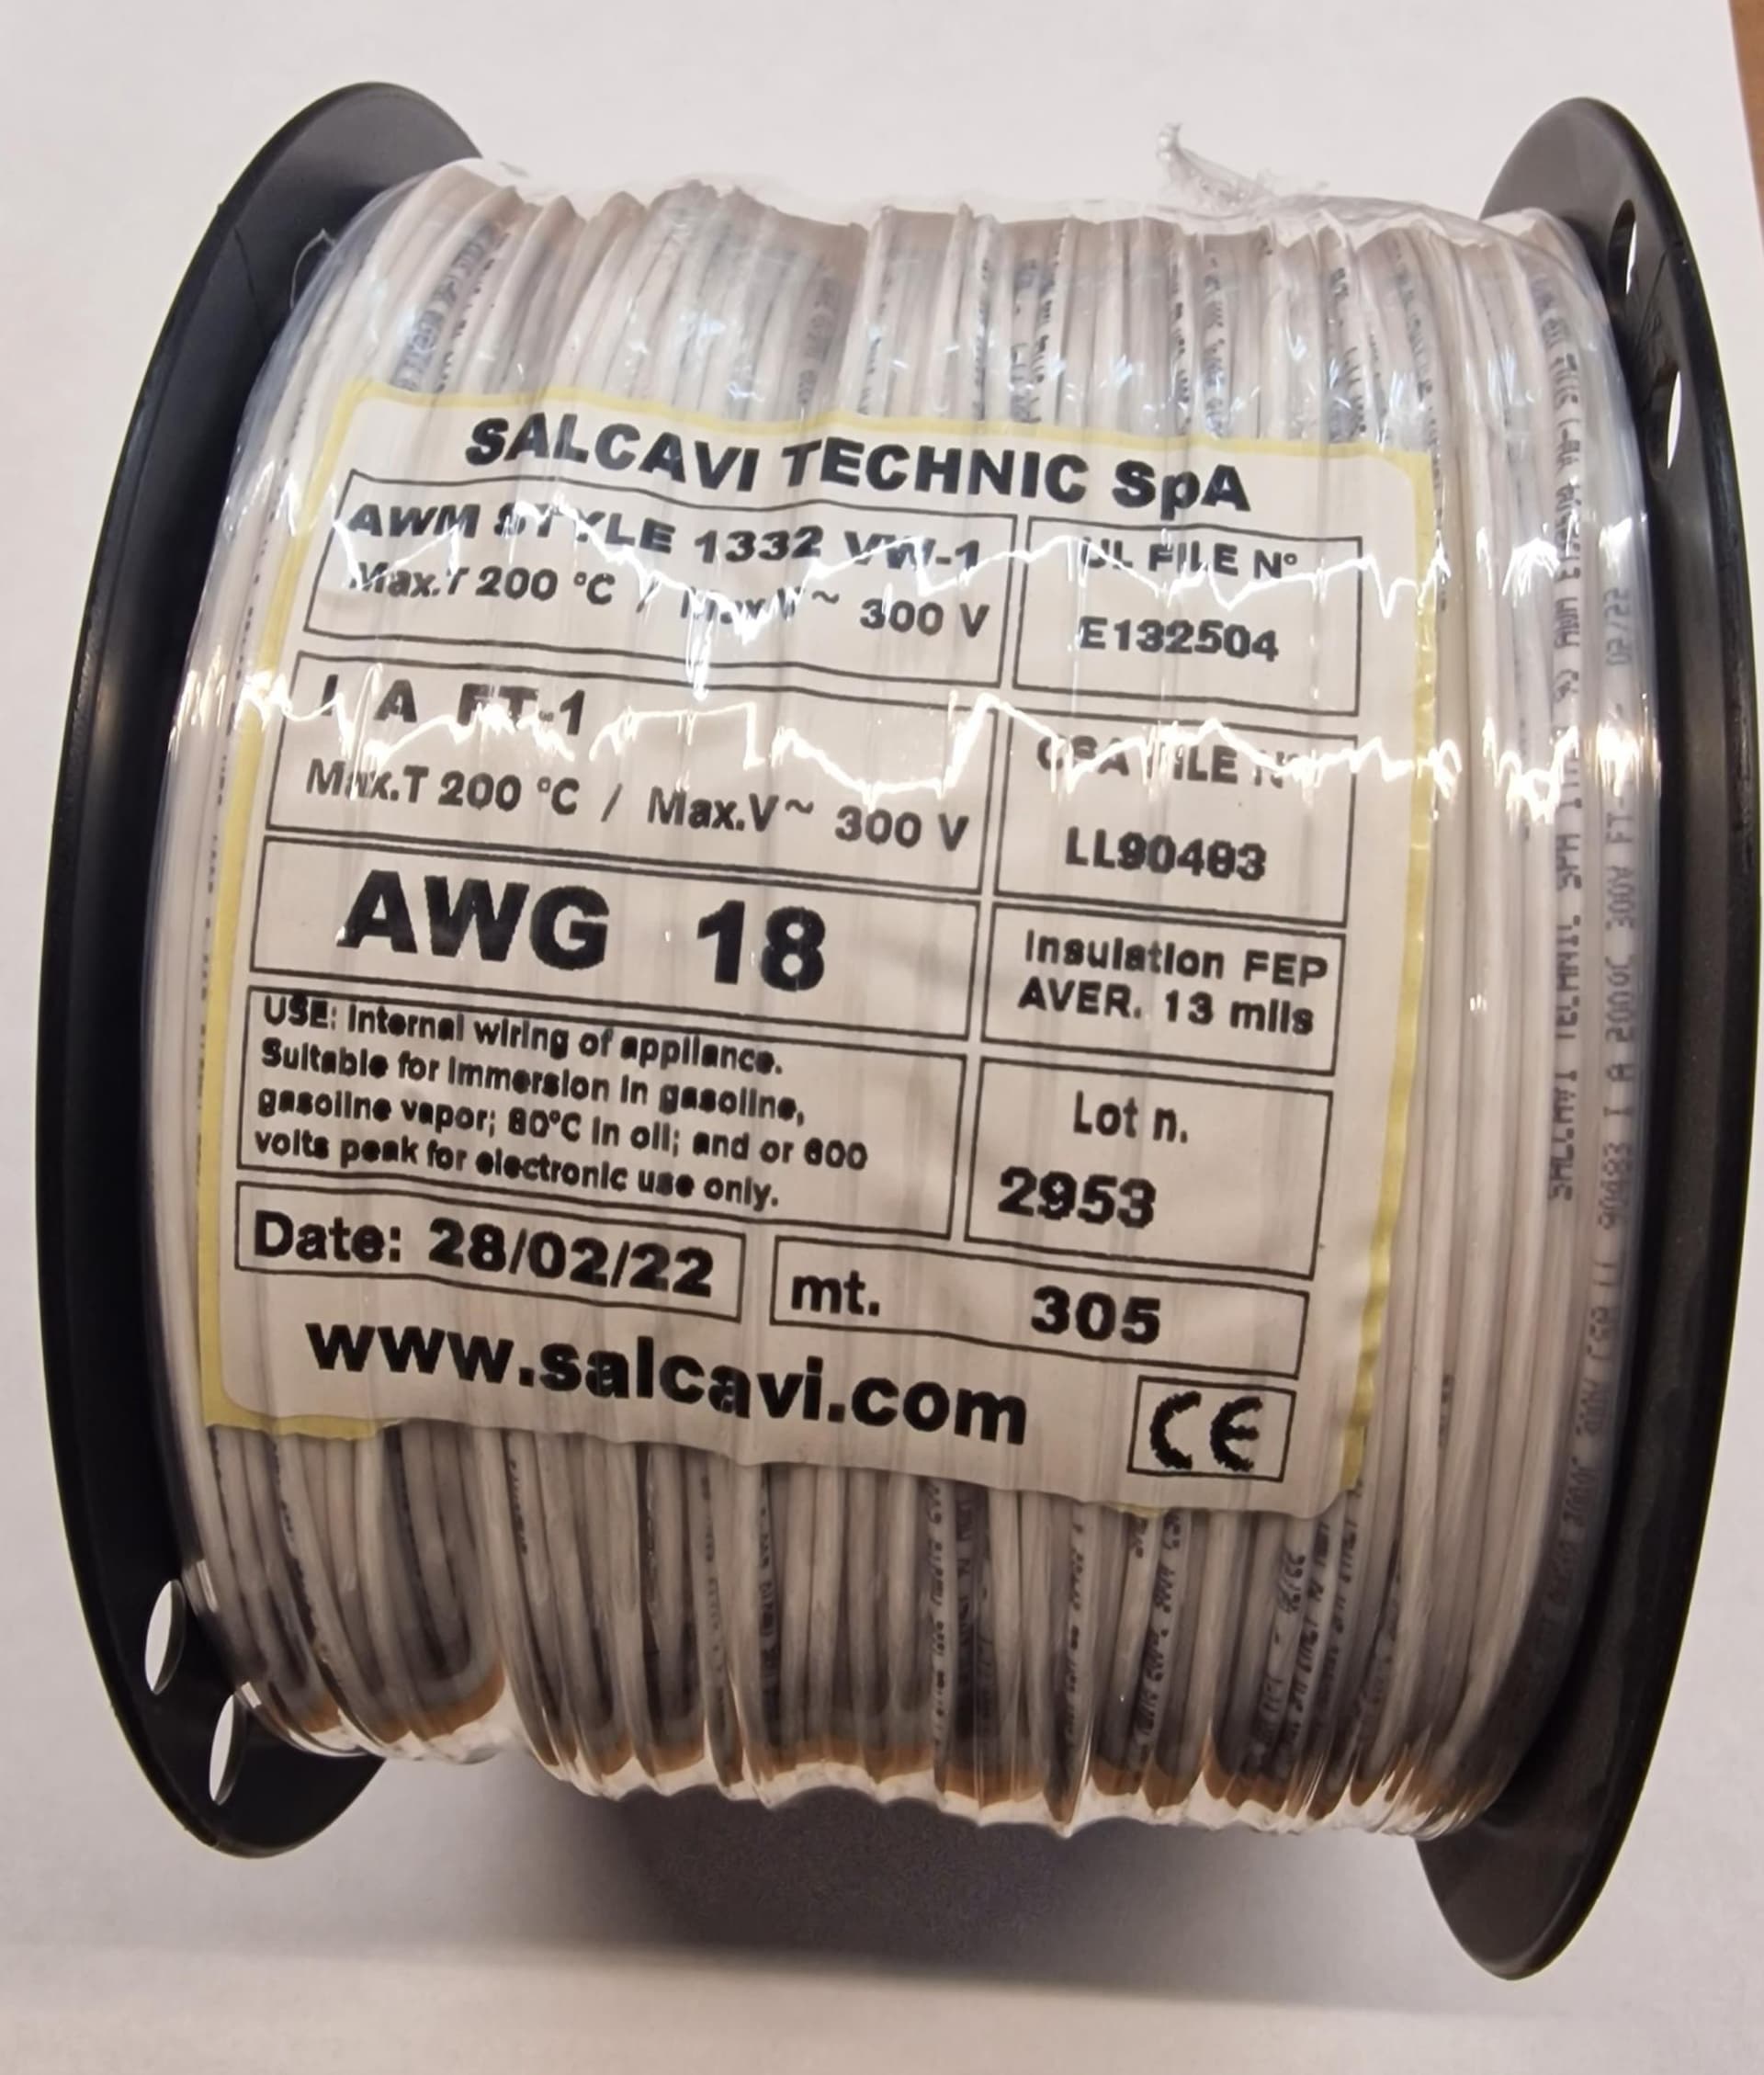 SALCAVI TECHNIC SpA
AWM STYLE 1332 VW-1
Max.T 200 °C / Max.V~ 300 V
UL FILE N°
E132504
I A FT-1
Max.T 200 °C / Max.V~ 300 V
CSA FILE N°
LL90493
AWG 18
Insulation FEP
AVER. 13 mils
USE: Internal wiring of appliance.
Suitable for immersion in gasoline,
gasoline vapor; 80°C in oil; and or 600
volts peak for electronic use only.
Lot n.
2953
Date: 28/02/22
mt. 305
www.salcavi.com
CE